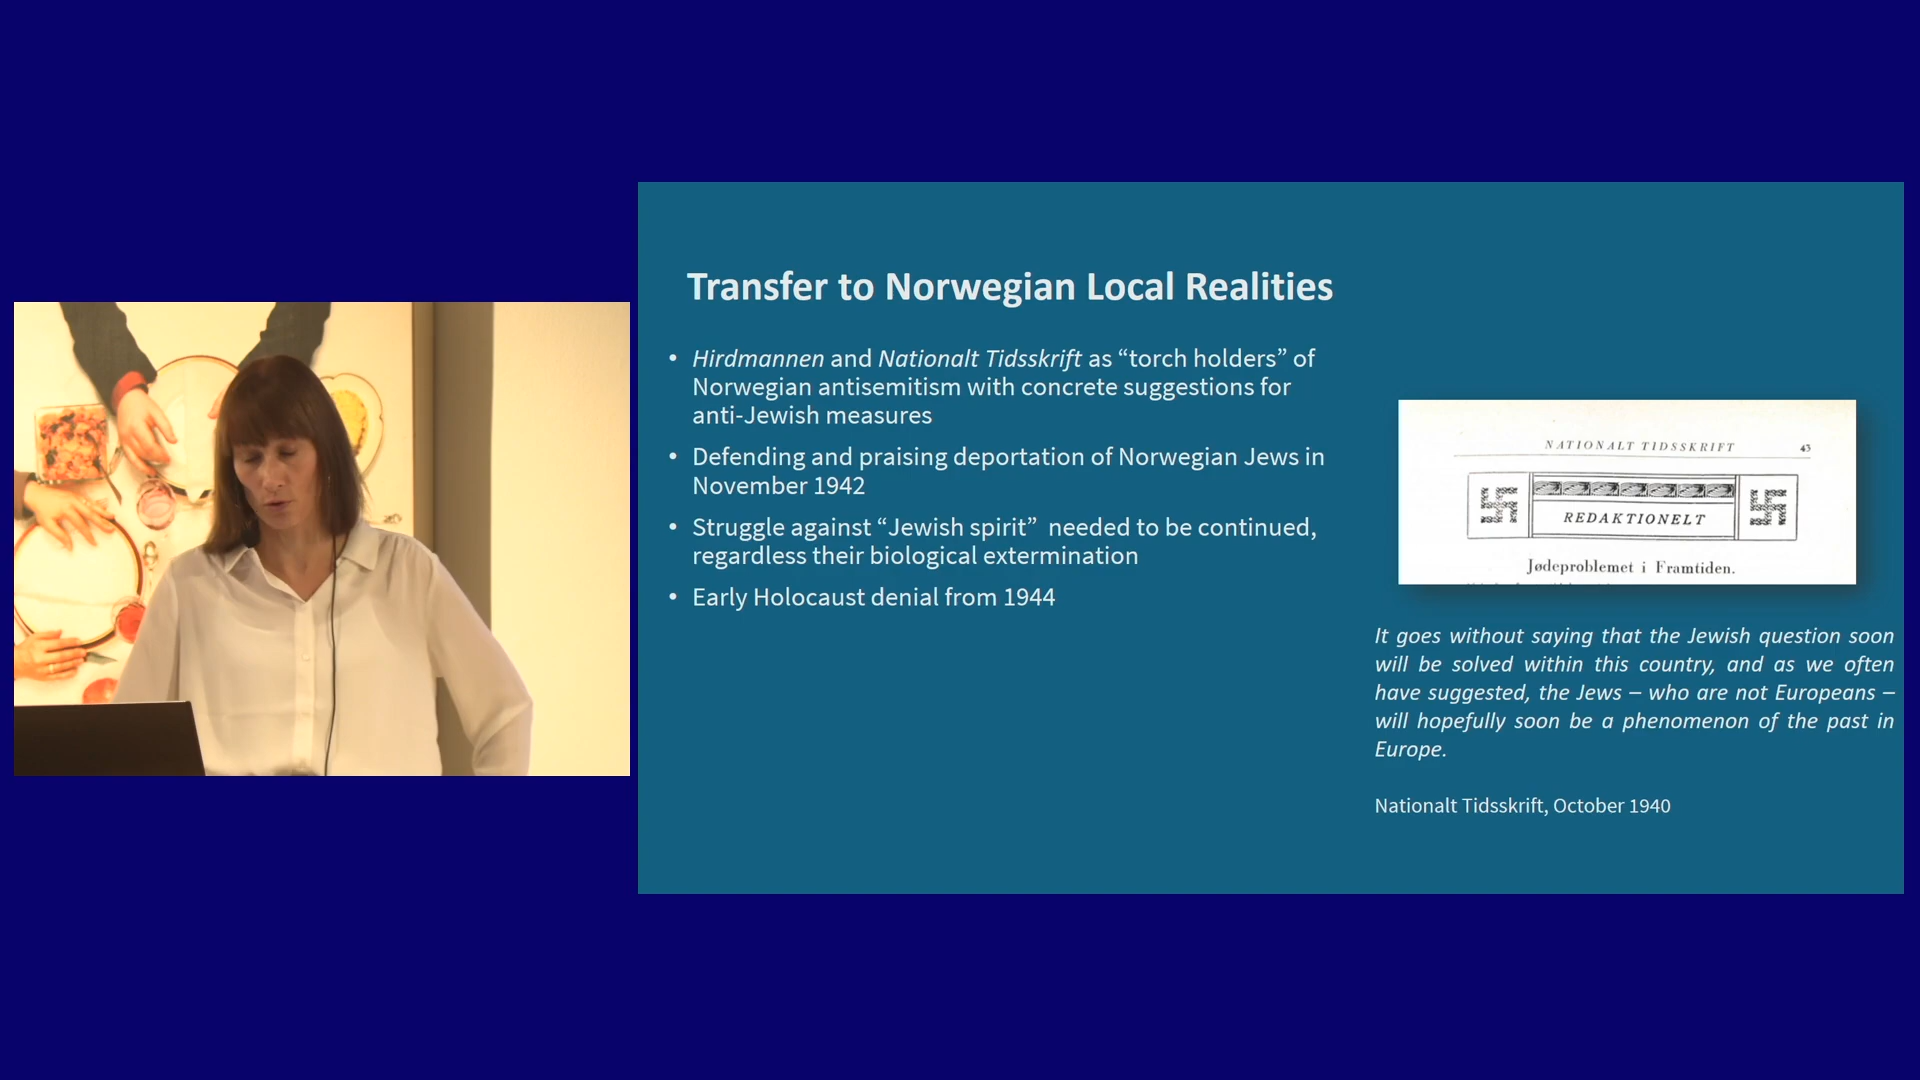 Transfer to Norwegian Local Realities
• Hirdmannen and Nationalt Tidsskrift as “torch holders” of
Norwegian antisemitism with concrete suggestions for
anti-Jewish measures
• Defending and praising deportation of Norwegian Jews in
November 1942
• Struggle against “Jewish spirit” needed to be continued,
regardless their biological extermination
• Early Holocaust denial from 1944
NATIONALT TIDSSKRIFT 43
REDAKTIONELT
Jødeproblemet i Framtiden.
It goes without saying that the Jewish question soon
will be solved within this country, and as we often
have suggested, the Jews – who are not Europeans –
will hopefully soon be a phenomenon of the past in
Europe.
Nationalt Tidsskrift, October 1940